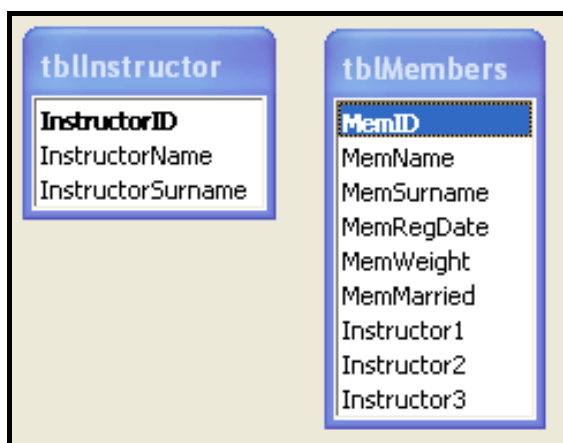 tblInstructor
InstructorID
InstructorName
InstructorSurname
tblMembers
MemID
MemName
MemSurname
MemRegDate
MemWeight
MemMarried
Instructor1
Instructor2
Instructor3